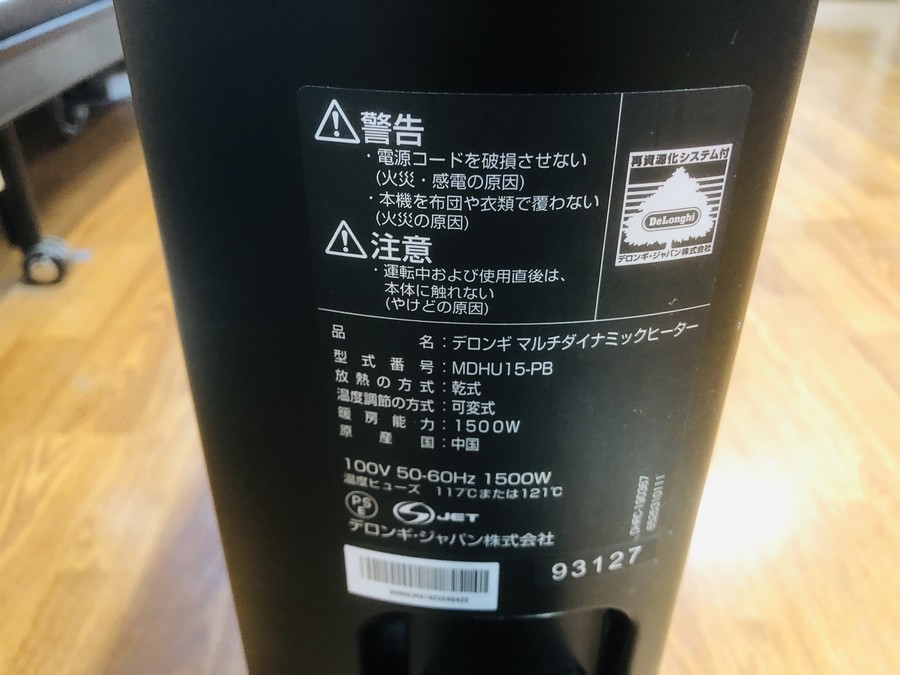 警告
・電源コードを破損させない
(火災・感電の原因)
・本機を布団や衣類で覆わない
(火災の原因)
注意
・運転中および使用直後は、
本体に触れない
(やけどの原因)
再資源化システム付
DeLonghi
デロンギ・ジャパン株式会社
品名：デロンギ マルチダイナミックヒーター
型式番号：MDHU15-PB
放熱の方式：乾式
温度調節の方式：可変式
暖房能力：1500W
原産国：中国
100V 50-60Hz 1500W
温度ヒューズ 117℃または121℃
PS
E
JET
デロンギ・ジャパン株式会社
93127